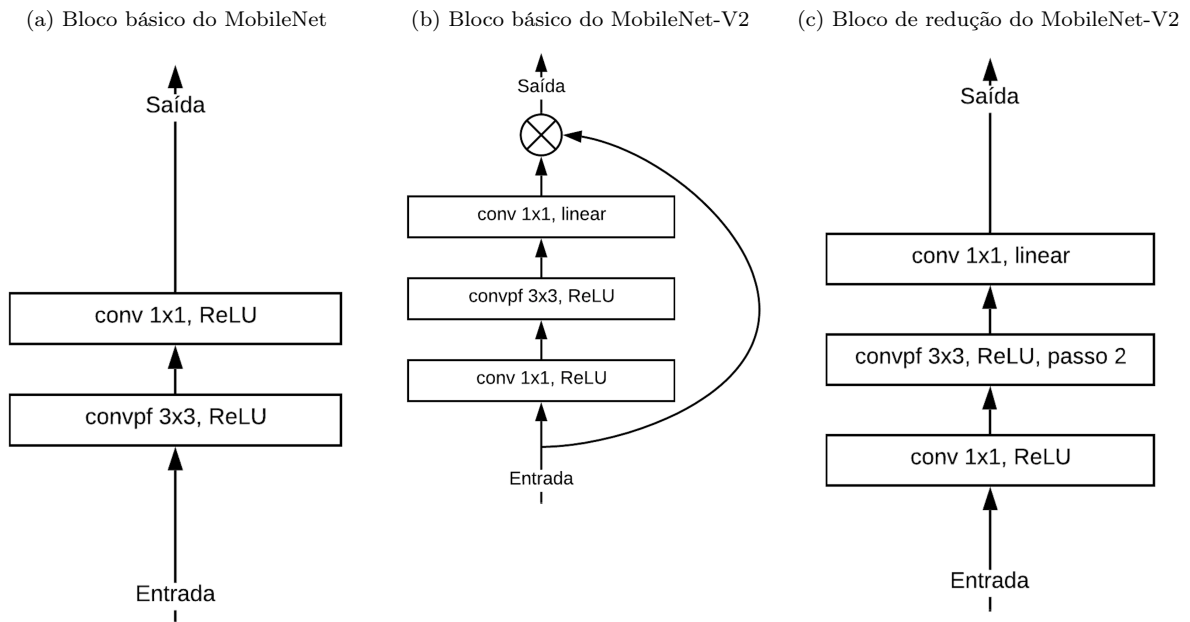 (a) Bloco básico do MobileNet
Saída
conv 1x1, ReLU
convpf 3x3, ReLU
Entrada
(b) Bloco básico do MobileNet-V2
Saída
conv 1x1, linear
convpf 3x3, ReLU
conv 1x1, ReLU
Entrada
(c) Bloco de redução do MobileNet-V2
Saída
conv 1x1, linear
convpf 3x3, ReLU, passo 2
conv 1x1, ReLU
Entrada